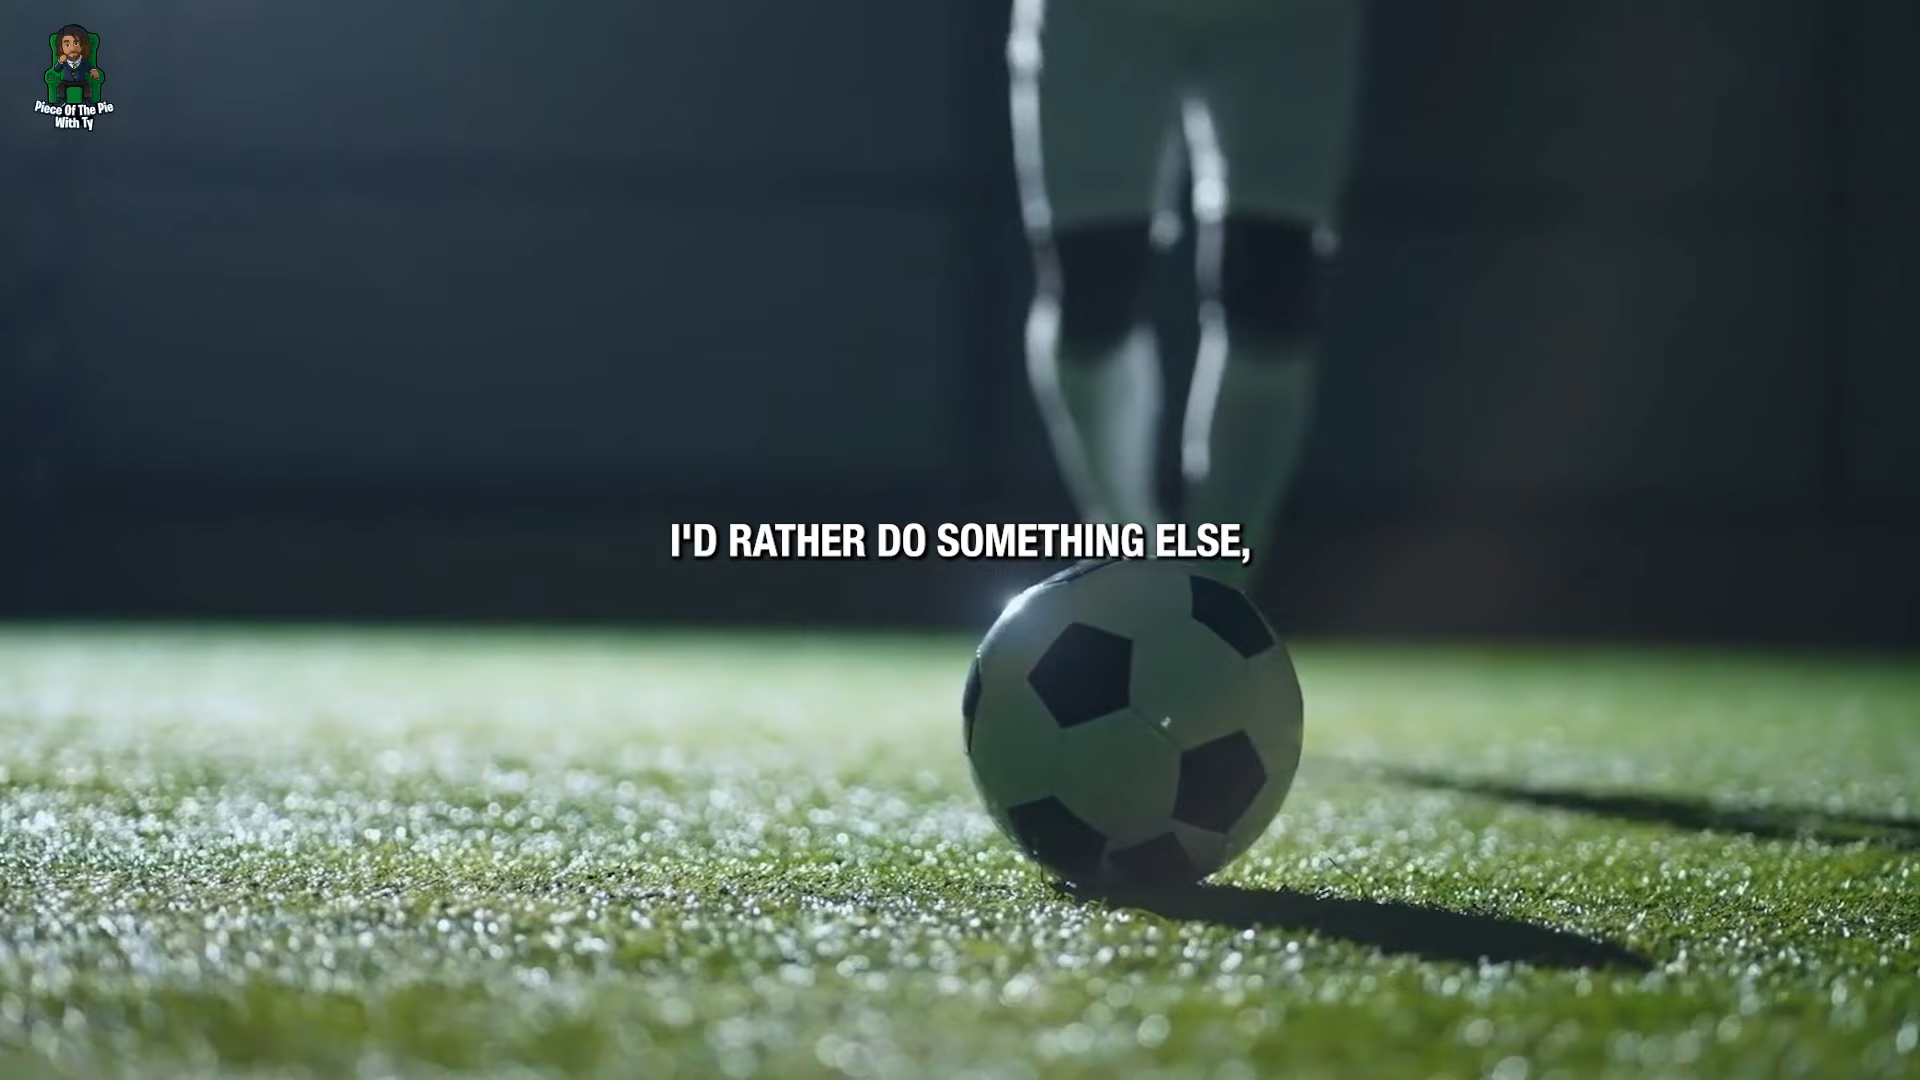 Piece Of The Pie
With Ty
I'D RATHER DO SOMETHING ELSE,